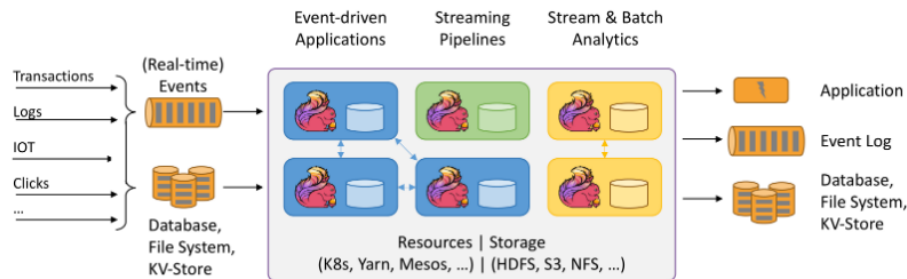 Event-driven
Applications
Streaming
Pipelines
Stream & Batch
Analytics
Transactions
Logs
IOT
Clicks
...
(Real-time)
Events
Database,
File System,
KV-Store
Resources | Storage
(K8s, Yarn, Mesos, ...) | (HDFS, S3, NFS, ...)
Application
Event Log
Database,
File System,
KV-Store